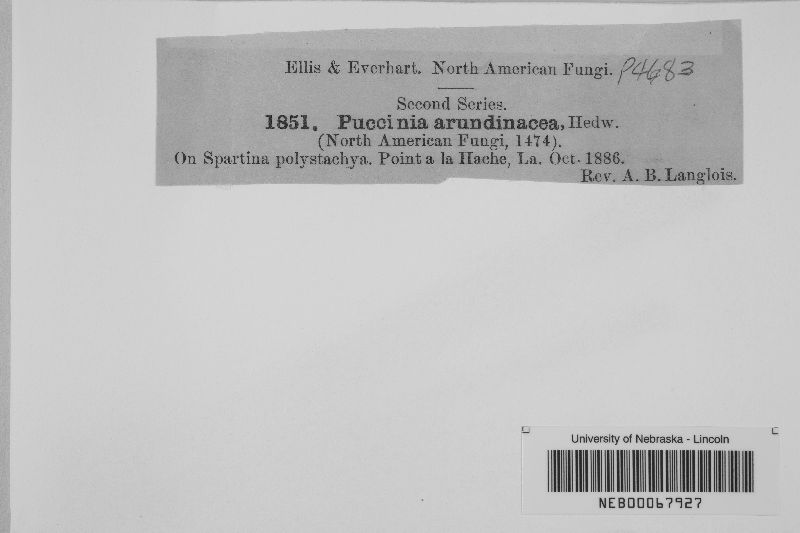 Ellis & Everhart. North American Fungi. P4683
Second Series.
1851. Puccinia arundinacea, Hedw.
(North American Fungi, 1474).
On Spartina polystachya. Point a la Hache, La. Oct. 1886.
Rev. A. B. Langlois.
University of Nebraska - Lincoln
NEB00067927